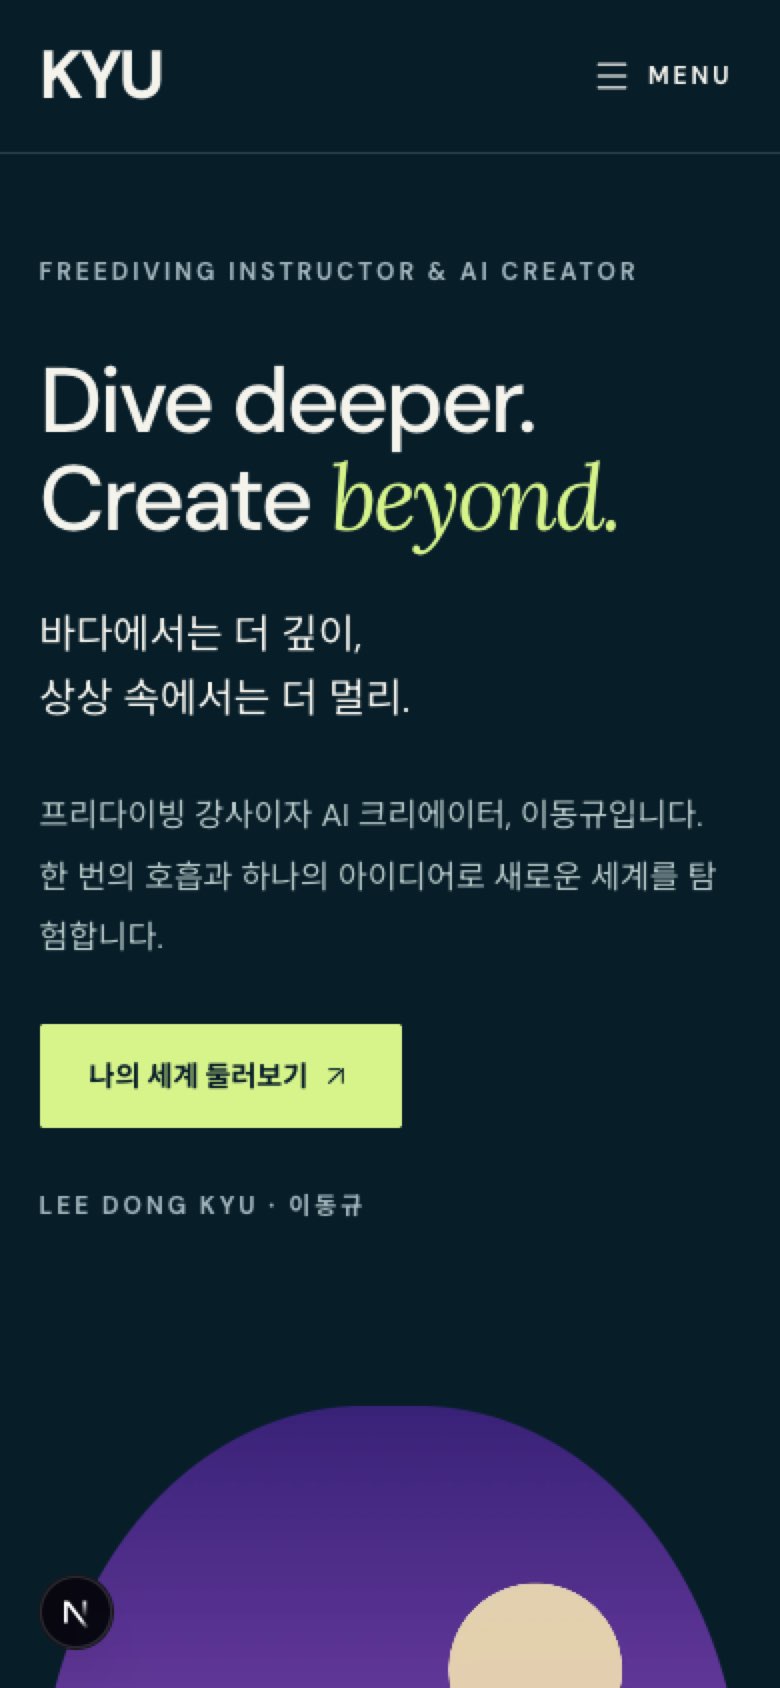 KYU
MENU
FREEDIVING INSTRUCTOR & AI CREATOR
Dive deeper.
Create beyond.
바다에서는 더 깊이,
상상 속에서는 더 멀리.
프리다이빙 강사이자 AI 크리에이터, 이동규입니다.
한 번의 호흡과 하나의 아이디어로 새로운 세계를 탐
험합니다.
나의 세계 둘러보기
LEE DONG KYU · 이동규
N